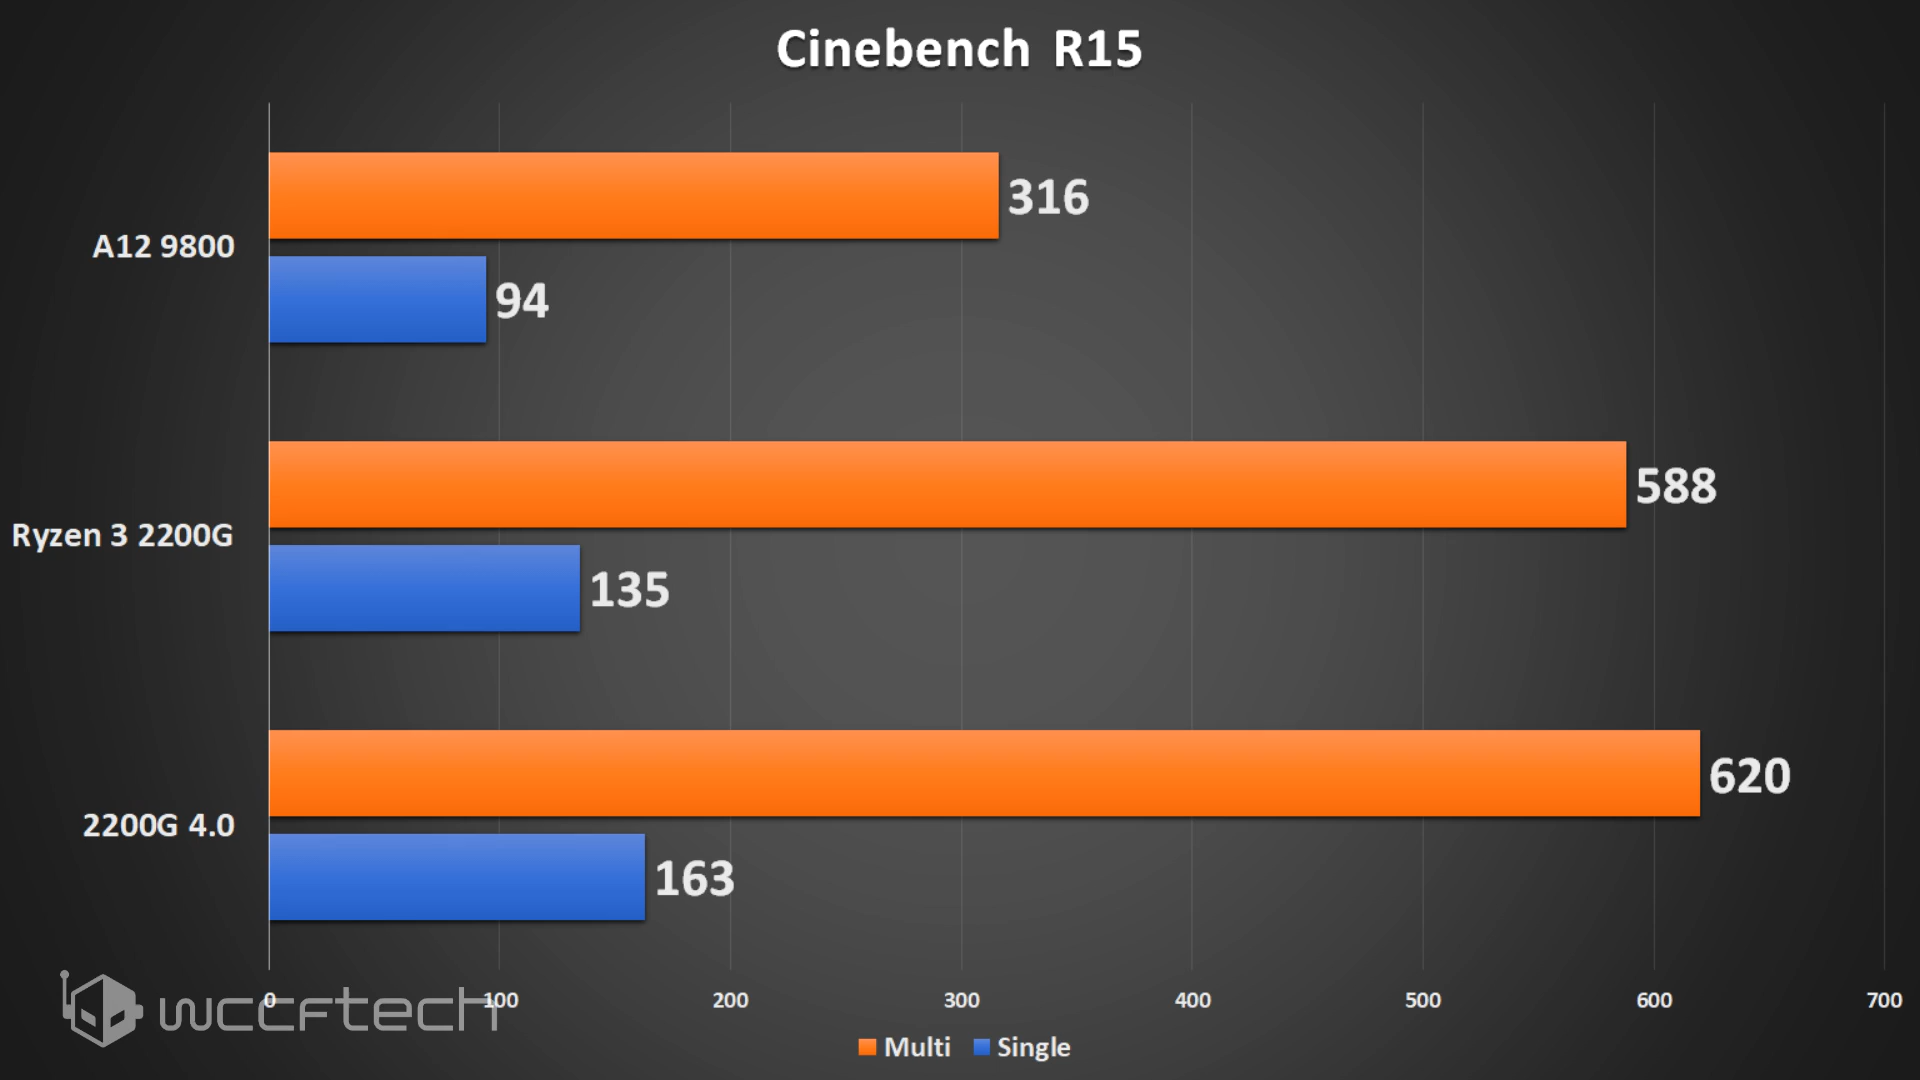 Cinebench R15
A12 9800
316
94
Ryzen 3 2200G
588
135
2200G 4.0
620
163
0 100 200 300 400 500 600 700
wccftech
Multi Single